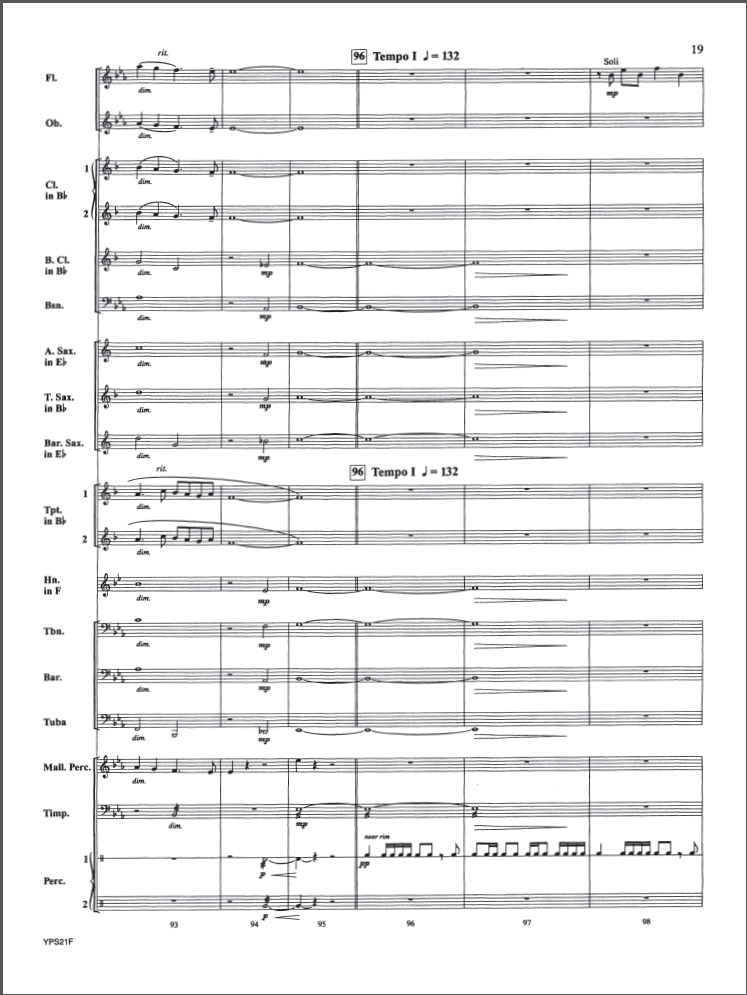 19
rit.
96 Tempo I ♩ = 132
Soli
Fl.
dim.
mp
Ob.
dim.
Cl.
in B♭
1
dim.
2
dim.
B. Cl.
in B♭
dim.
mp
Bsn.
dim.
mp
A. Sax.
in E♭
dim.
mp
T. Sax.
in B♭
dim.
mp
Bar. Sax.
in E♭
dim.
mp
rit.
96 Tempo I ♩ = 132
Tpt.
in B♭
1
dim.
2
dim.
Hn.
in F
dim.
mp
Tbn.
dim.
mp
Bar.
dim.
mp
Tuba
dim.
mp
Mall. Perc.
dim.
Timp.
dim.
mp
near rim
Perc.
1
p
pp
2
p
93 94 95 96 97 98
YPS21F